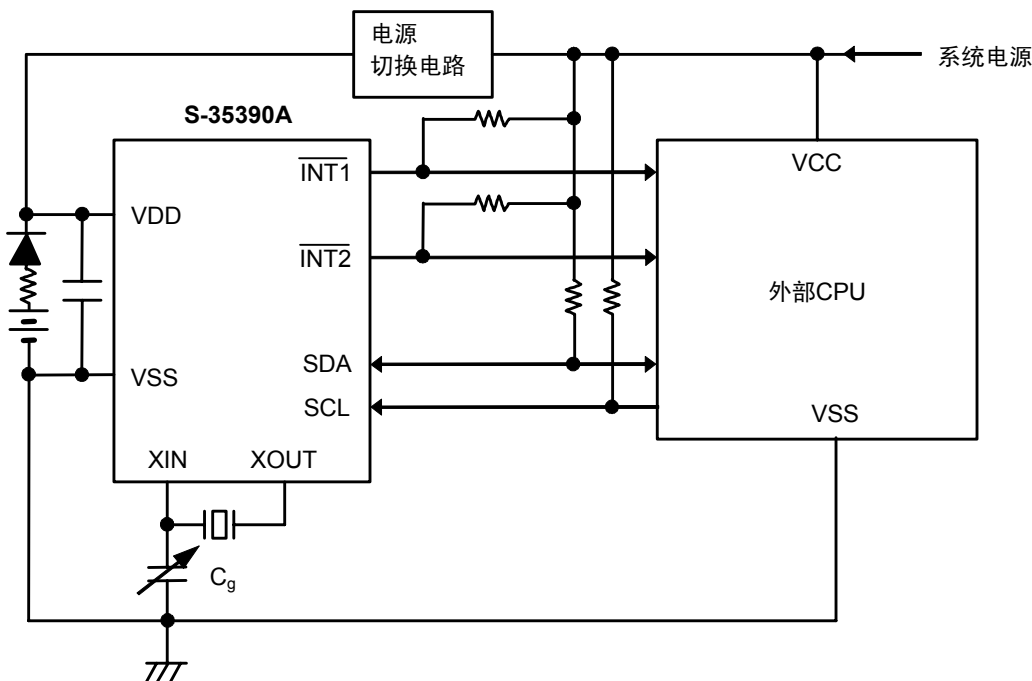 电源
切换电路
系统电源
S-35390A
INT1
VCC
VDD
INT2
外部CPU
SDA
VSS
SCL
VSS
XIN
XOUT
Cg